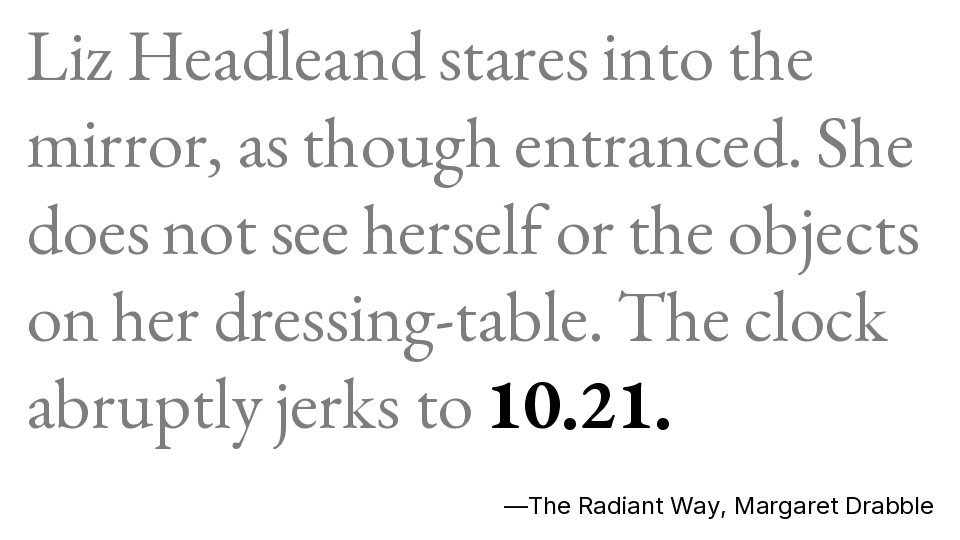 Liz Headleand stares into the
mirror, as though entranced. She
does not see herself or the objects
on her dressing-table. The clock
abruptly jerks to 10.21.
—The Radiant Way, Margaret Drabble